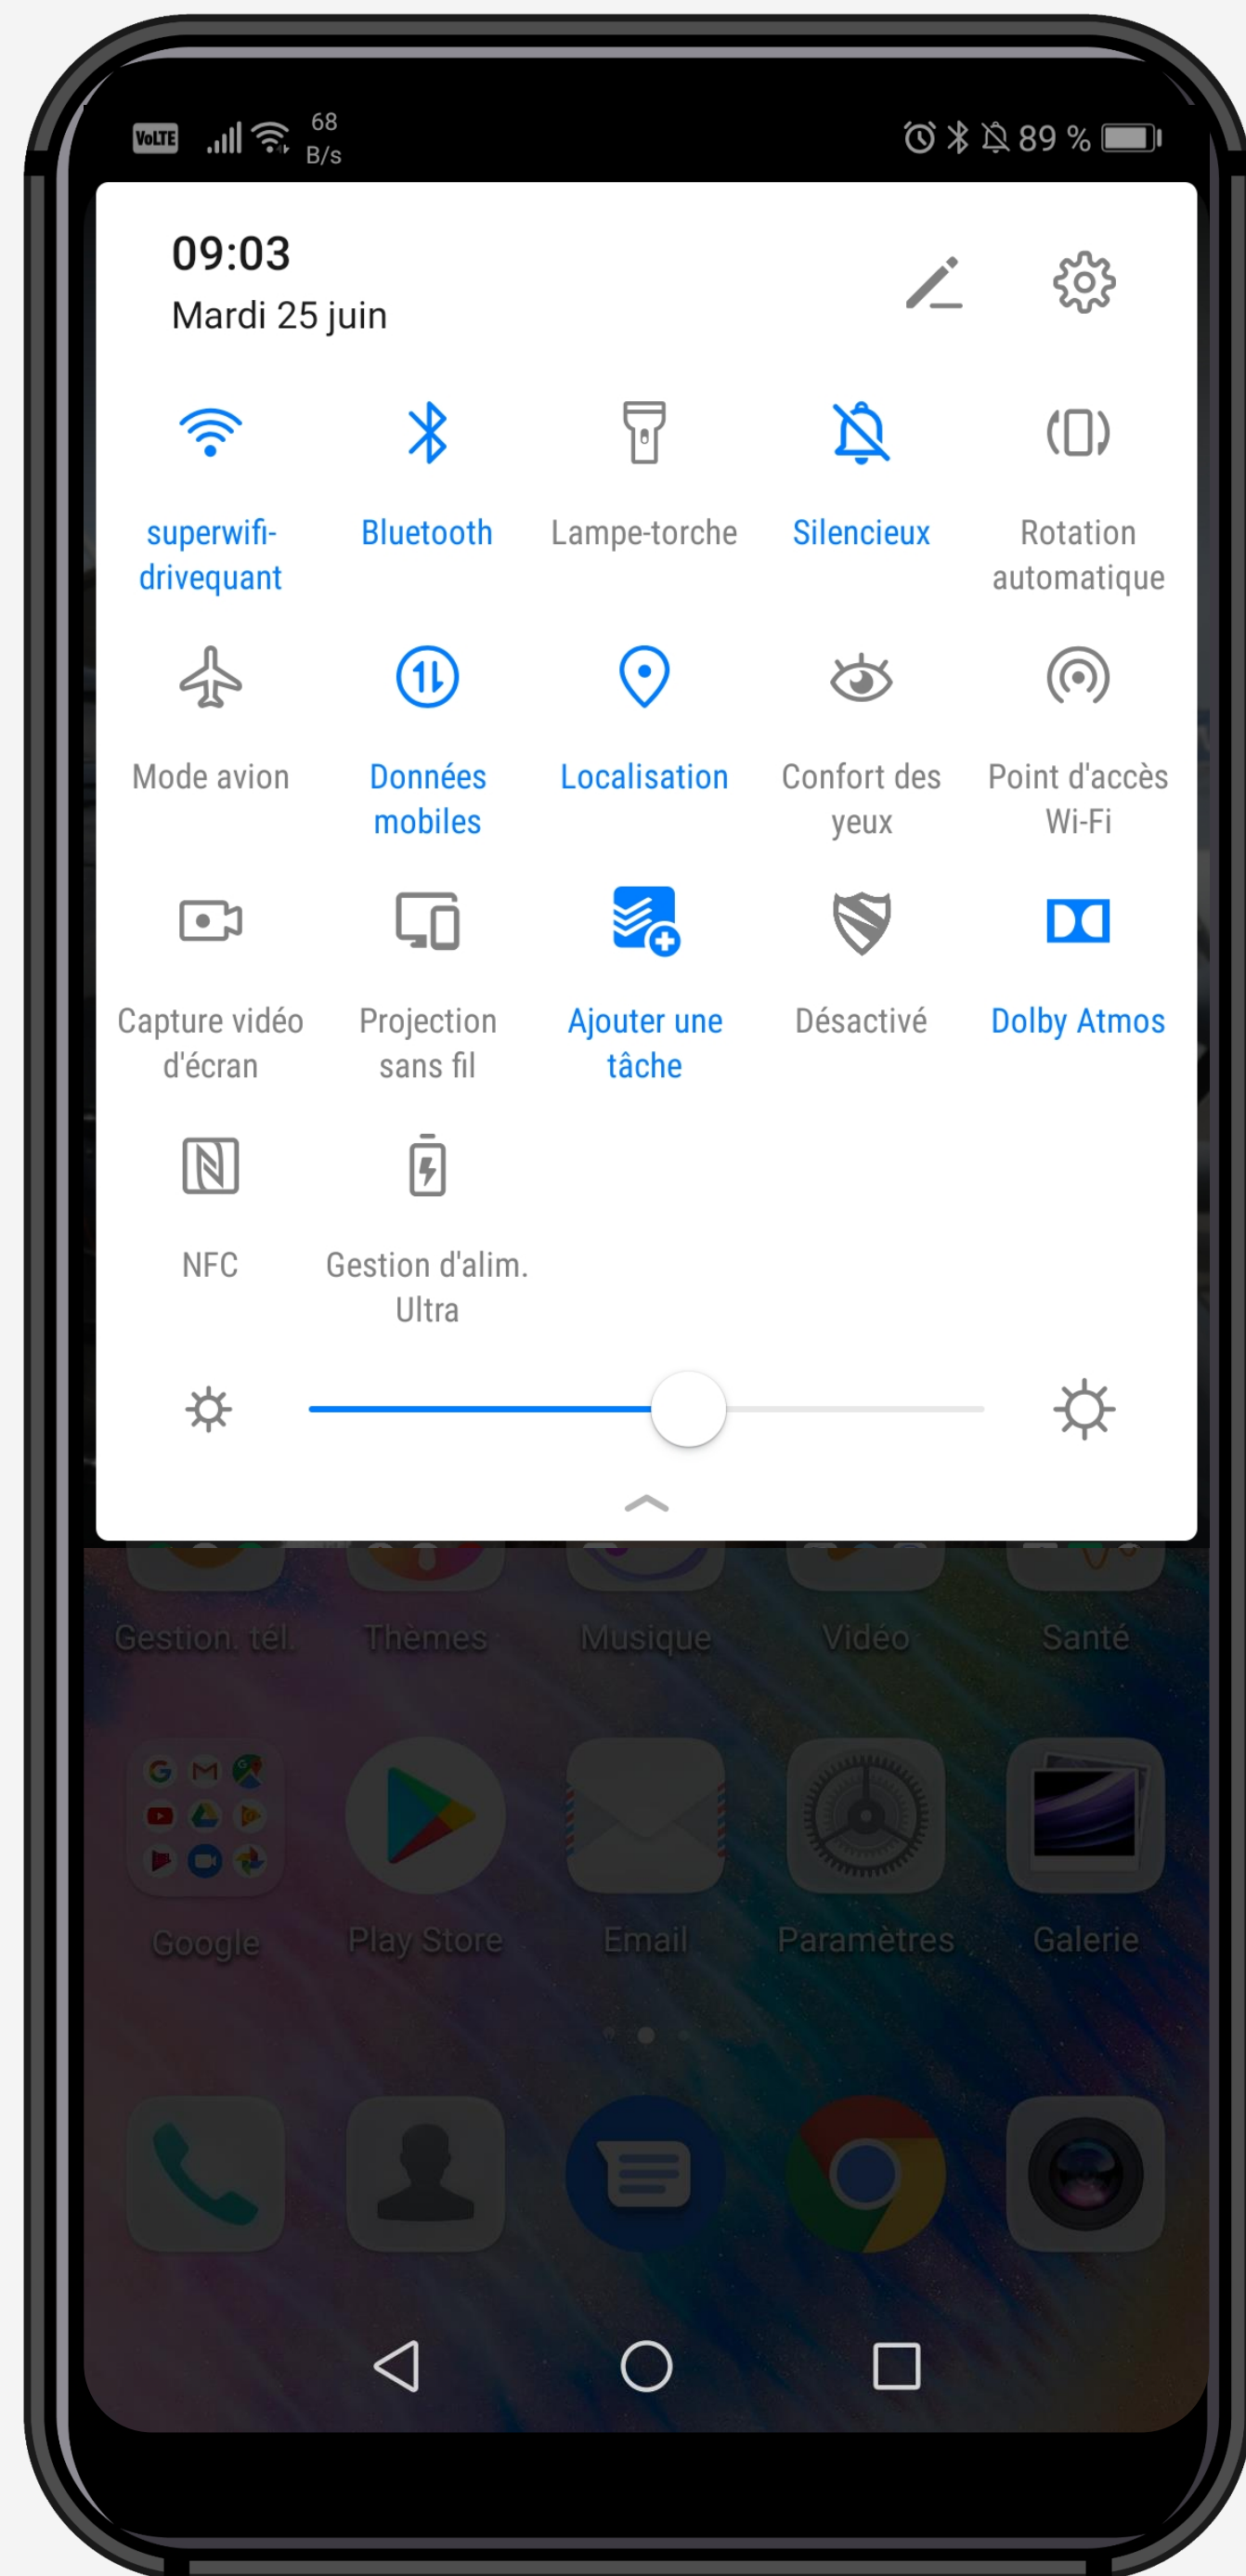 VoLTE 68 B/s 89 %
09:03
Mardi 25 juin
superwifi-drivequant Bluetooth Lampe-torche Silencieux Rotation automatique
Mode avion Données mobiles Localisation Confort des yeux Point d'accès Wi-Fi
Capture vidéo d'écran Projection sans fil Ajouter une tâche Désactivé Dolby Atmos
NFC Gestion d'alim. Ultra
Gestion. tél. Thèmes Musique Vidéo Santé
Google Play Store Email Paramètres Galerie